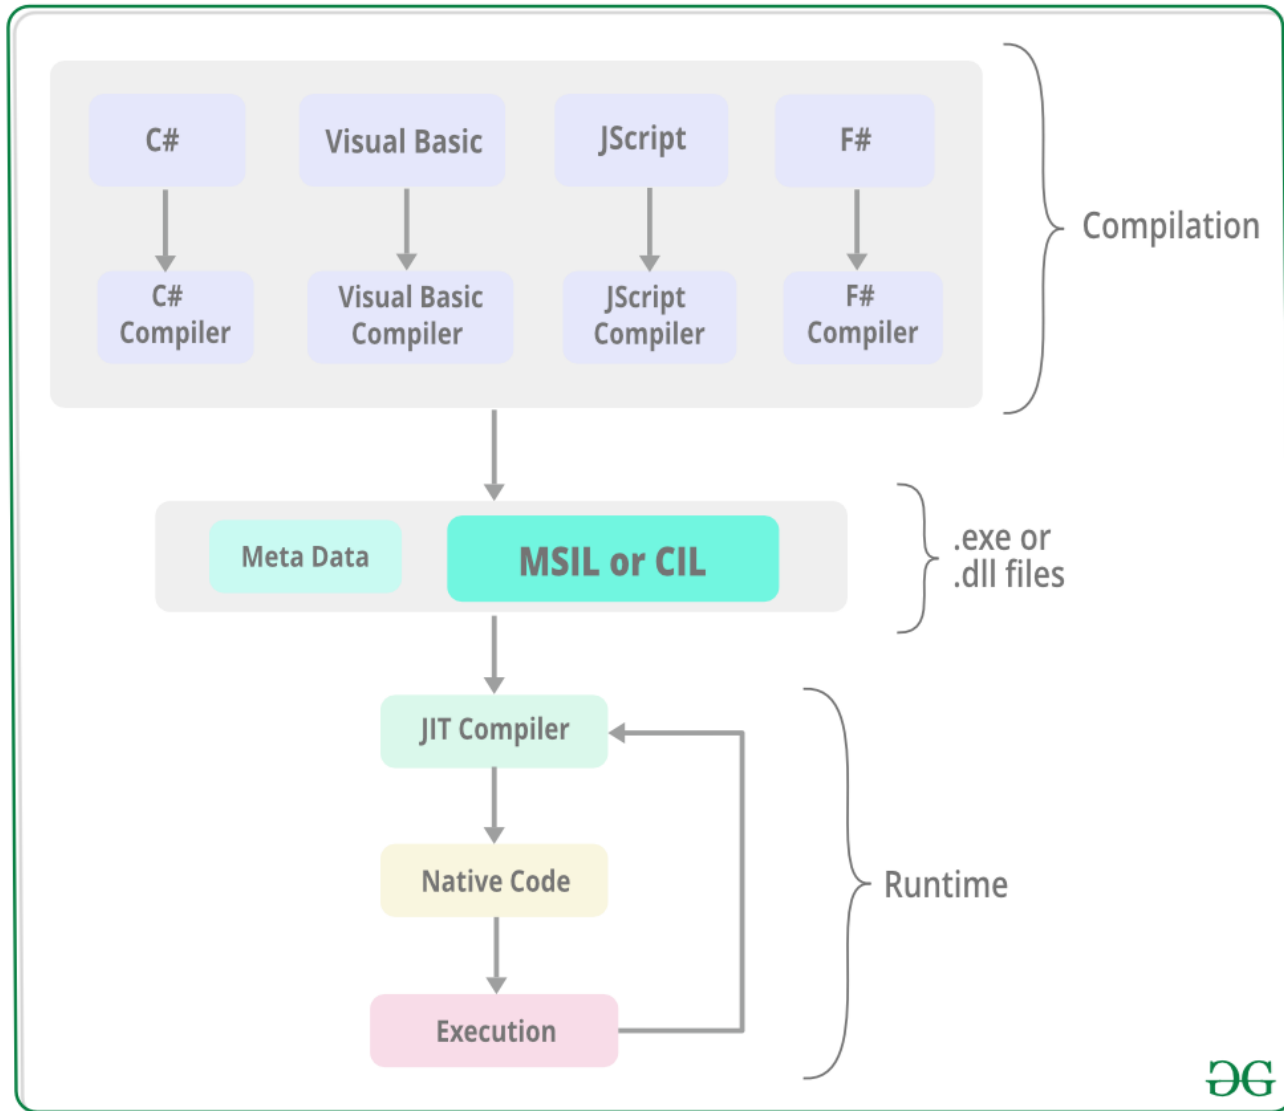 C#
Visual Basic
JScript
F#
C#
Compiler
Visual Basic
Compiler
JScript
Compiler
F#
Compiler
Compilation
Meta Data
MSIL or CIL
.exe or
.dll files
JIT Compiler
Native Code
Execution
Runtime